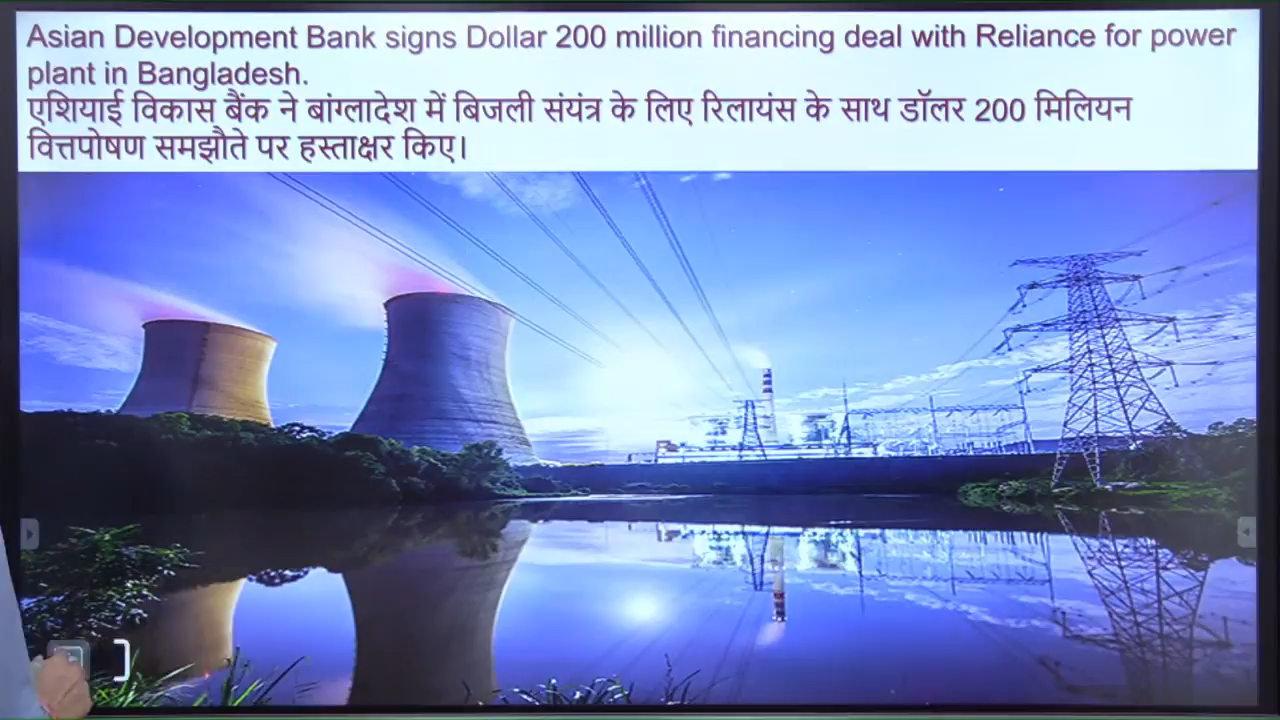 Asian Development Bank signs Dollar 200 million financing deal with Reliance for power
plant in Bangladesh.
एशियाई विकास बैंक ने बांग्लादेश में बिजली संयंत्र के लिए रिलायंस के साथ डॉलर 200 मिलियन
वित्तपोषण समझौते पर हस्ताक्षर किए।